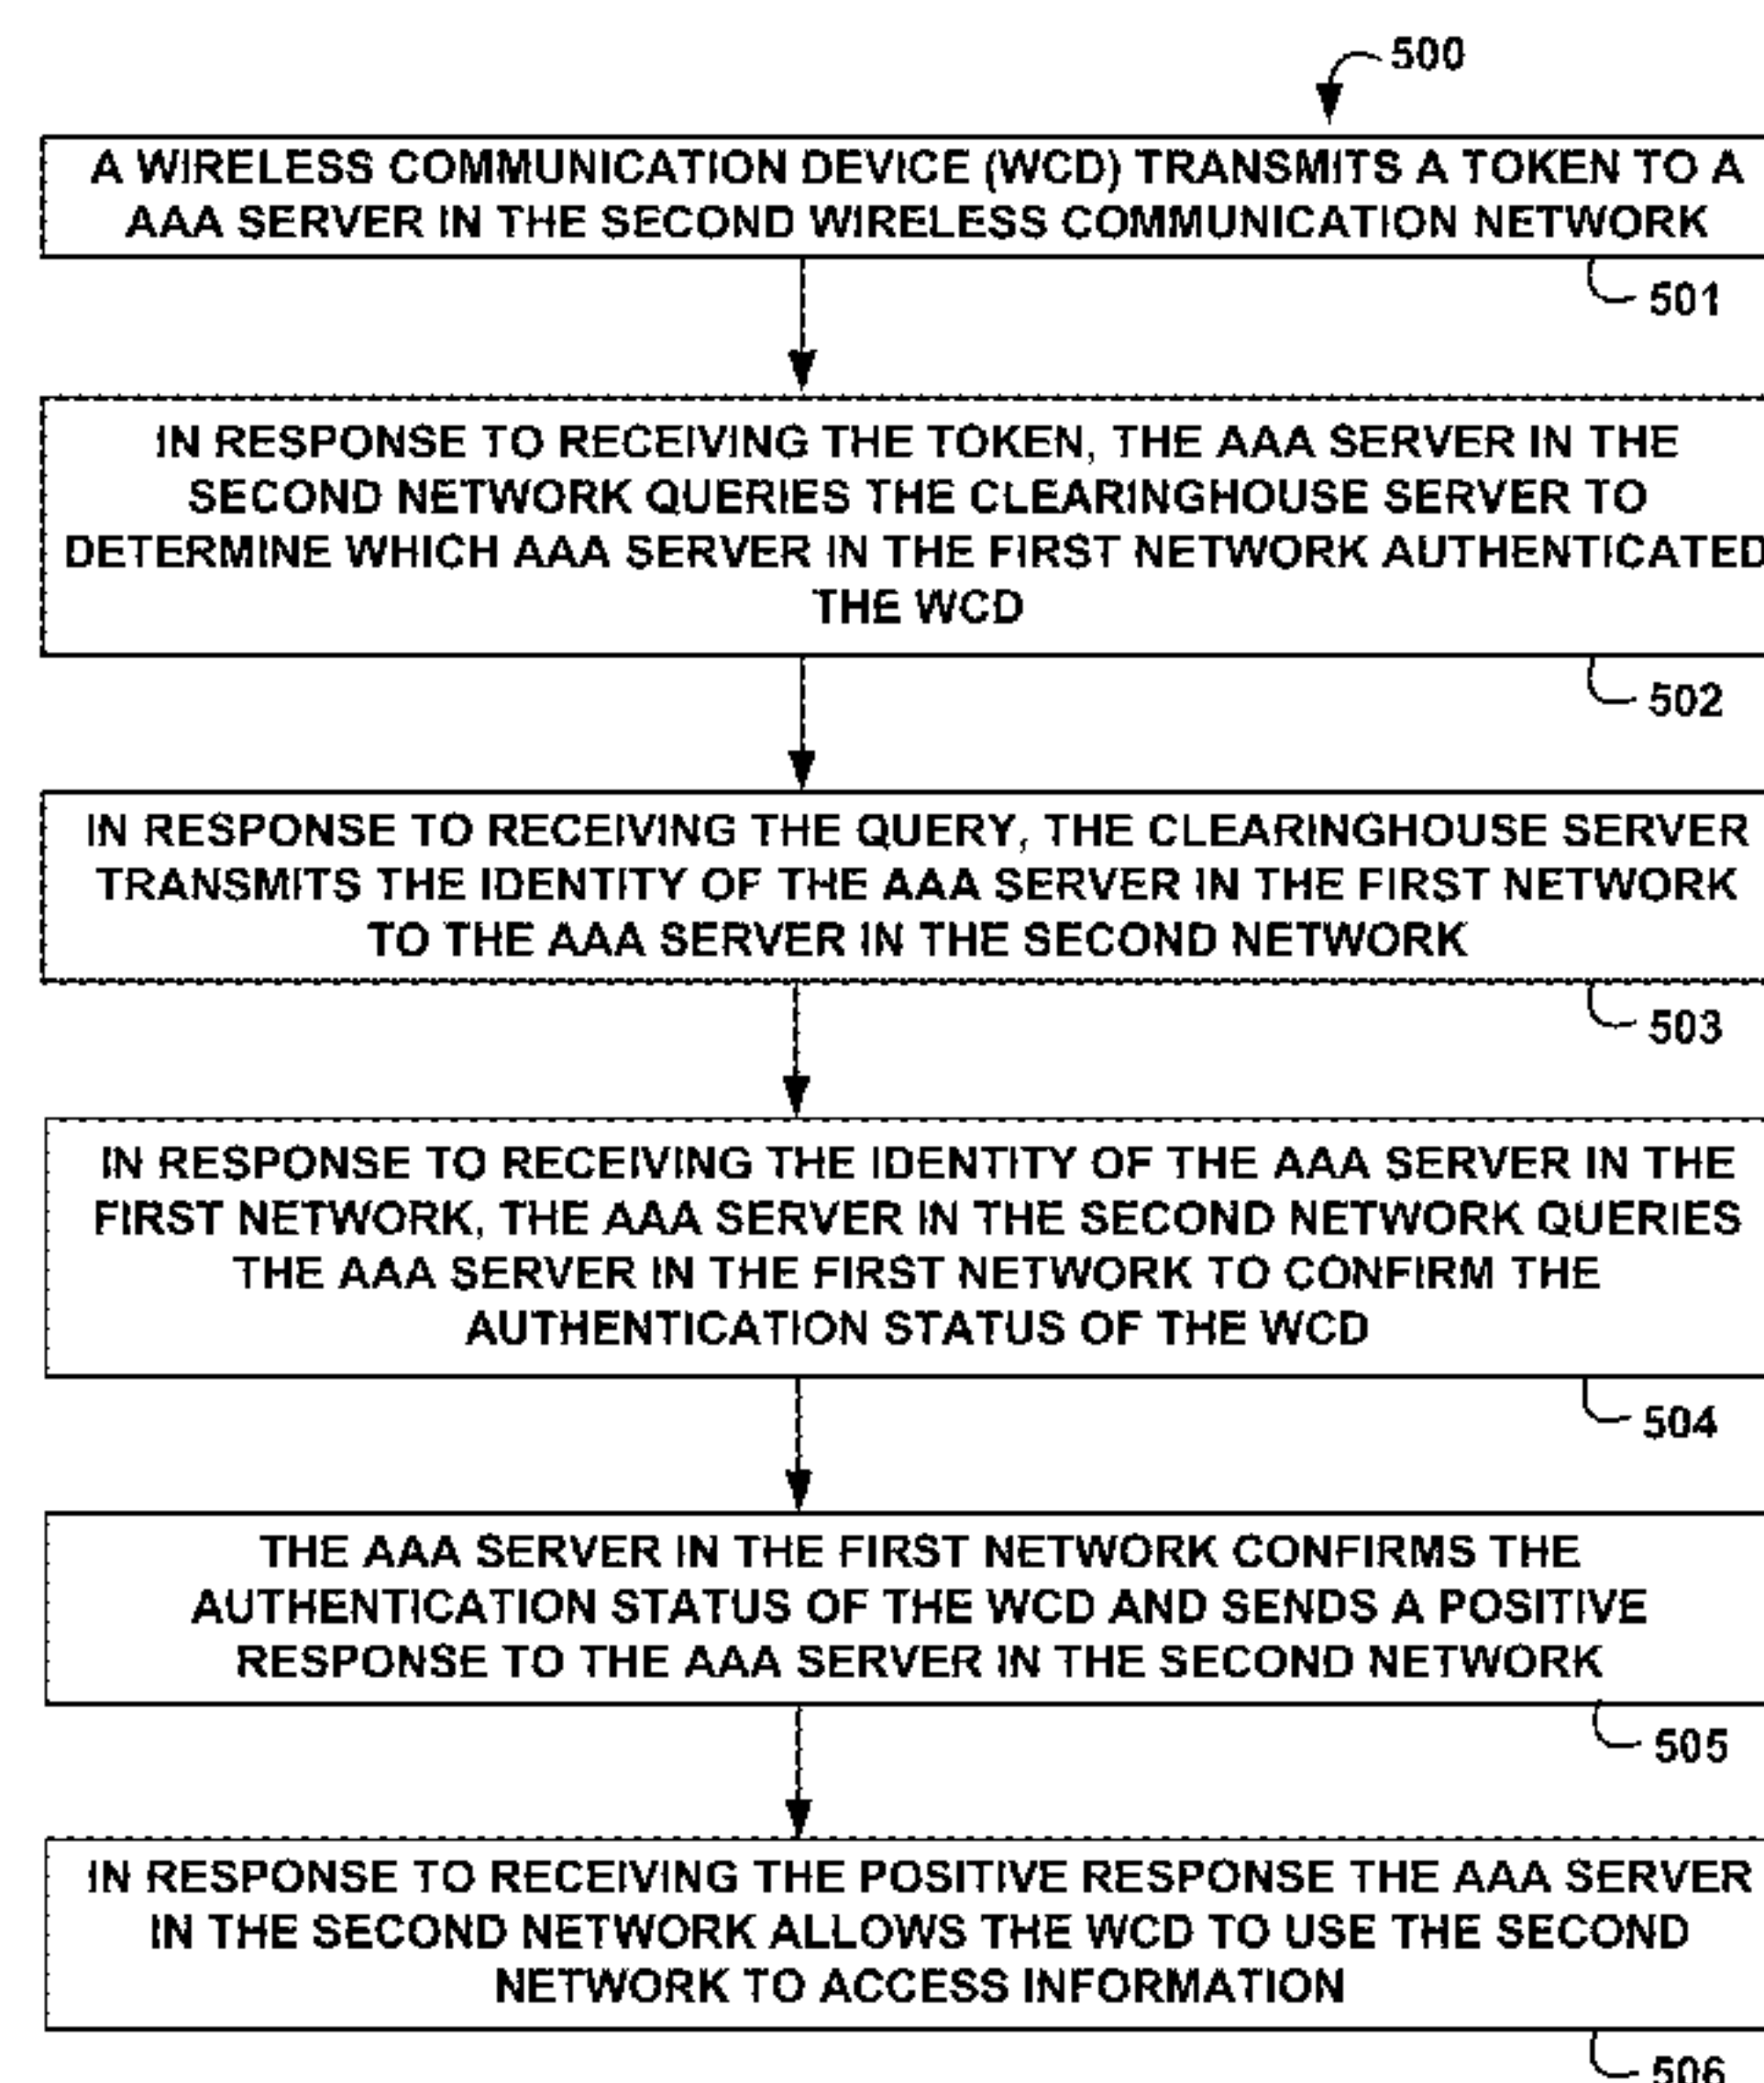 500
A WIRELESS COMMUNICATION DEVICE (WCD) TRANSMITS A TOKEN TO A
AAA SERVER IN THE SECOND WIRELESS COMMUNICATION NETWORK
501
IN RESPONSE TO RECEIVING THE TOKEN, THE AAA SERVER IN THE
SECOND NETWORK QUERIES THE CLEARINGHOUSE SERVER TO
DETERMINE WHICH AAA SERVER IN THE FIRST NETWORK AUTHENTICATED
THE WCD
502
IN RESPONSE TO RECEIVING THE QUERY, THE CLEARINGHOUSE SERVER
TRANSMITS THE IDENTITY OF THE AAA SERVER IN THE FIRST NETWORK
TO THE AAA SERVER IN THE SECOND NETWORK
503
IN RESPONSE TO RECEIVING THE IDENTITY OF THE AAA SERVER IN THE
FIRST NETWORK, THE AAA SERVER IN THE SECOND NETWORK QUERIES
THE AAA SERVER IN THE FIRST NETWORK TO CONFIRM THE
AUTHENTICATION STATUS OF THE WCD
504
THE AAA SERVER IN THE FIRST NETWORK CONFIRMS THE
AUTHENTICATION STATUS OF THE WCD AND SENDS A POSITIVE
RESPONSE TO THE AAA SERVER IN THE SECOND NETWORK
505
IN RESPONSE TO RECEIVING THE POSITIVE RESPONSE THE AAA SERVER
IN THE SECOND NETWORK ALLOWS THE WCD TO USE THE SECOND
NETWORK TO ACCESS INFORMATION
506